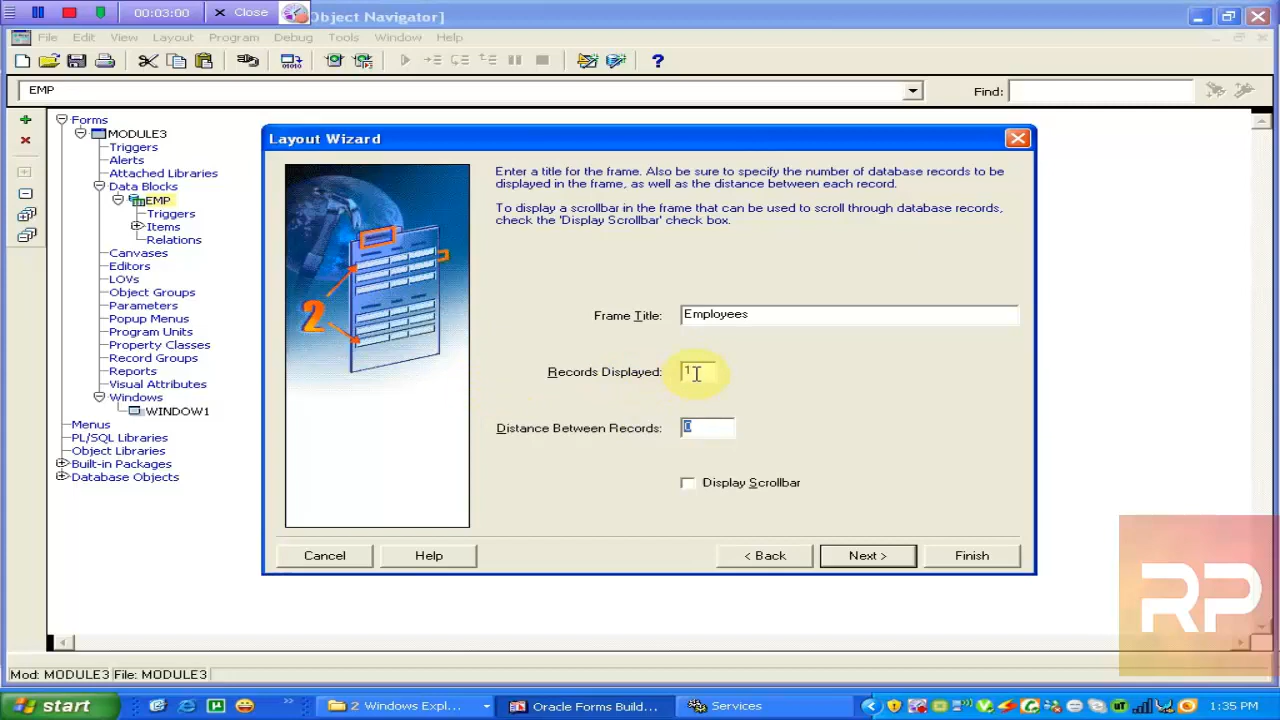 00:03:00 Close
Object Navigator]
File Edit View Layout Program Debug Tools Window Help
EMP
Find:
Forms
MODULE3
Triggers
Alerts
Attached Libraries
Data Blocks
EMP
Triggers
Items
Relations
Canvases
Editors
LOVs
Object Groups
Parameters
Popup Menus
Program Units
Property Classes
Record Groups
Reports
Visual Attributes
Windows
WINDOW1
Menus
PL/SQL Libraries
Object Libraries
Built-in Packages
Database Objects
Layout Wizard
2
Enter a title for the frame. Also be sure to specify the number of database records to be
displayed in the frame, as well as the distance between each record.
To display a scrollbar in the frame that can be used to scroll through database records,
check the 'Display Scrollbar' check box.
Frame Title: Employees
Records Displayed: 1
Distance Between Records: 0
Display Scrollbar
Cancel Help < Back Next > Finish
RP
Mod: MODULE3 File: MODULE3
start 2 Windows Expl... Oracle Forms Build... Services 1:35 PM